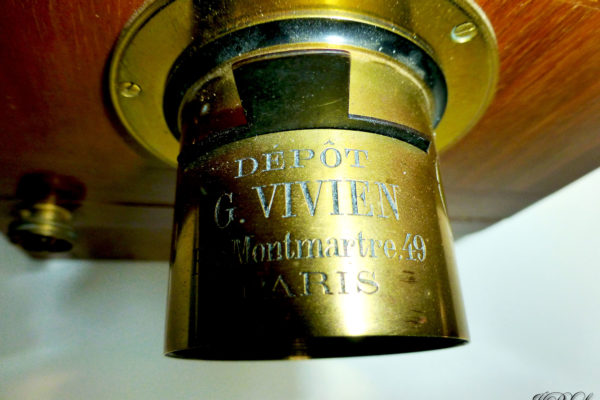 DÉPÔT
G. VIVIEN
Montmartre.49
PARIS